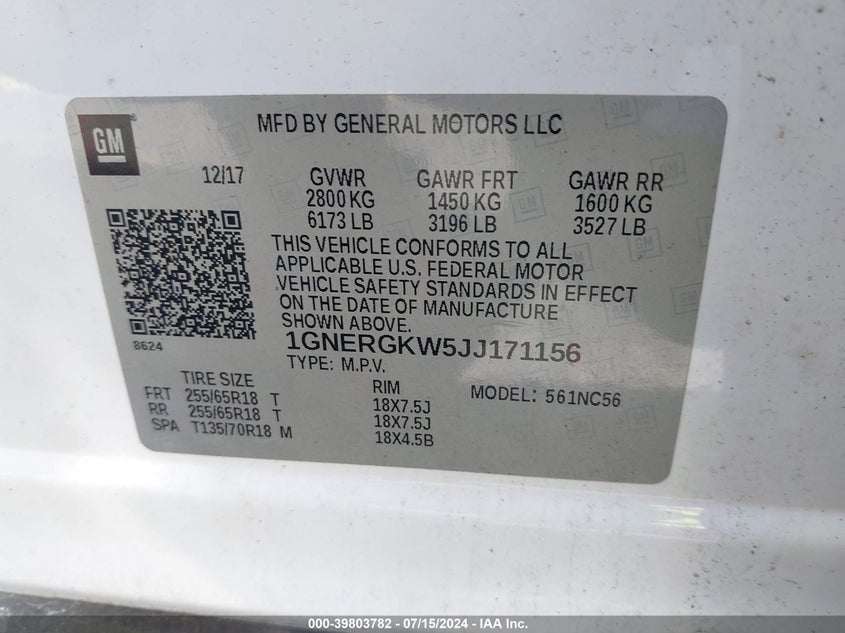 GM
MFD BY GENERAL MOTORS LLC
12/17 GVWR GAWR FRT GAWR RR
2800 KG 1450 KG 1600 KG
6173 LB 3196 LB 3527 LB
THIS VEHICLE CONFORMS TO ALL
APPLICABLE U.S. FEDERAL MOTOR
VEHICLE SAFETY STANDARDS IN EFFECT
ON THE DATE OF MANUFACTURE
SHOWN ABOVE.
8624
1GNERGKW5JJ171156
TYPE: M.P.V.
TIRE SIZE RIM MODEL: 561NC56
FRT 255/65R18 T 18X7.5J
RR 255/65R18 T 18X7.5J
SPA T135/70R18 M 18X4.5B
000-39803782 - 07/15/2024 - IAA Inc.